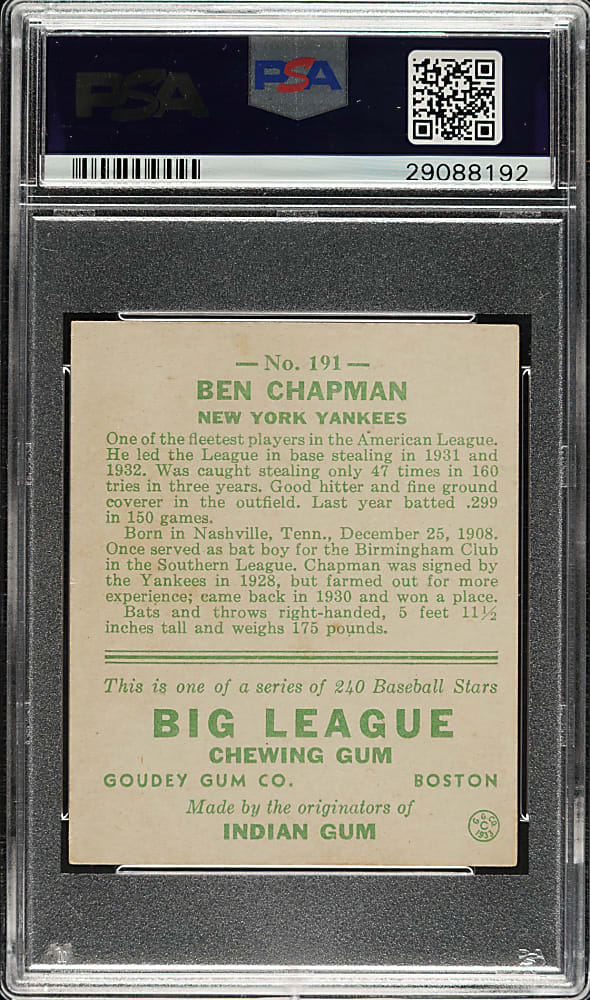 PSA
PSA
29088192
— No. 191 —
BEN CHAPMAN
NEW YORK YANKEES
One of the fleetest players in the American League.
He led the League in base stealing in 1931 and
1932. Was caught stealing only 47 times in 160
tries in three years. Good hitter and fine ground
coverer in the outfield. Last year batted .299
in 150 games.
Born in Nashville, Tenn., December 25, 1908.
Once served as bat boy for the Birmingham Club
in the Southern League. Chapman was signed by
the Yankees in 1928, but farmed out for more
experience; came back in 1930 and won a place.
Bats and throws right-handed, 5 feet 11½
inches tall and weighs 175 pounds.
This is one of a series of 240 Baseball Stars
BIG LEAGUE
CHEWING GUM
GOUDEY GUM CO. BOSTON
Made by the originators of
INDIAN GUM
G. G. CO.
C
1933